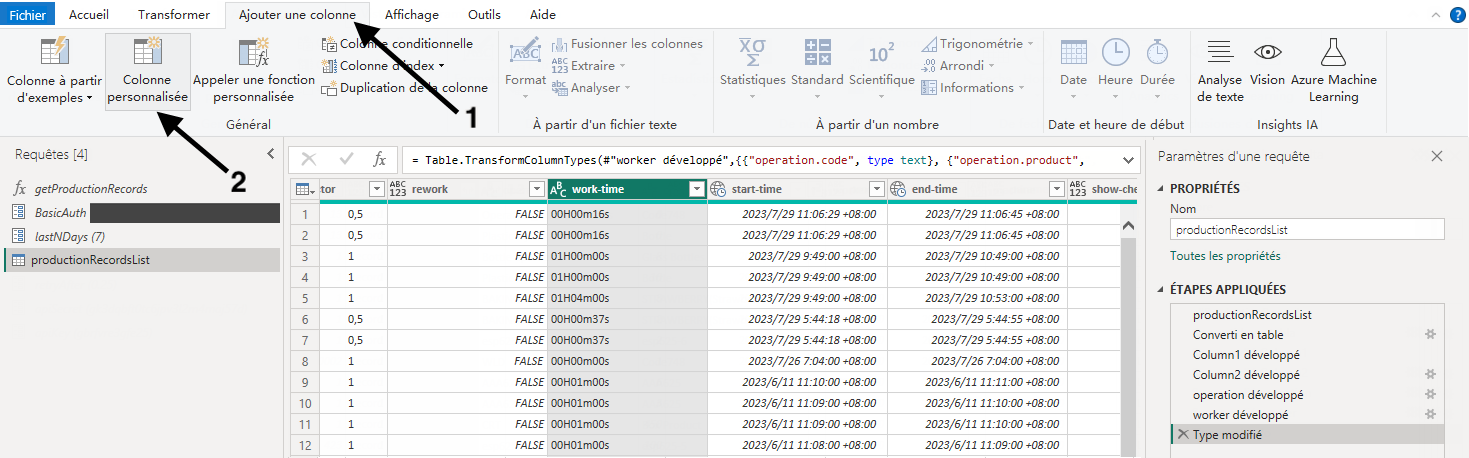 Fichier Accueil Transformer Ajouter une colonne Affichage Outils Aide
Colonne à partir d'exemples
Colonne personnalisée
Appeler une fonction personnalisée
Colonne conditionnelle
Colonne d'index
Duplication de la colonne
Général
Format
Fusionner les colonnes
Extraire
Analyser
À partir d'un fichier texte
Statistiques
Standard
Scientifique
Trigonométrie
Arrondi
Informations
À partir d'un nombre
Date
Heure
Durée
Date et heure de début
Analyse de texte
Vision
Azure Machine Learning
Insights IA
1
2
Requêtes [4]
getProductionRecords
BasicAuth
lastNDays (7)
productionRecordsList
= Table.TransformColumnTypes(#"worker développé",{{"operation.code", type text}, {"operation.product",
tor rework work-time start-time end-time show-che
1 0,5 FALSE 00H00m16s 2023/7/29 11:06:29 +08:00 2023/7/29 11:06:45 +08:00
2 0,5 FALSE 00H00m16s 2023/7/29 11:06:29 +08:00 2023/7/29 11:06:45 +08:00
3 1 FALSE 01H00m00s 2023/7/29 9:49:00 +08:00 2023/7/29 10:49:00 +08:00
4 1 FALSE 01H00m00s 2023/7/29 9:49:00 +08:00 2023/7/29 10:49:00 +08:00
5 1 FALSE 01H04m00s 2023/7/29 9:49:00 +08:00 2023/7/29 10:53:00 +08:00
6 0,5 FALSE 00H00m37s 2023/7/29 5:44:18 +08:00 2023/7/29 5:44:55 +08:00
7 0,5 FALSE 00H00m37s 2023/7/29 5:44:18 +08:00 2023/7/29 5:44:55 +08:00
8 1 FALSE 00H00m00s 2023/7/26 7:04:00 +08:00 2023/7/26 7:04:00 +08:00
9 1 FALSE 00H01m00s 2023/6/11 11:10:00 +08:00 2023/6/11 11:11:00 +08:00
10 1 FALSE 00H01m00s 2023/6/11 11:09:00 +08:00 2023/6/11 11:10:00 +08:00
11 1 FALSE 00H01m00s 2023/6/11 11:09:00 +08:00 2023/6/11 11:10:00 +08:00
12 1 FALSE 00H01m00s 2023/6/11 11:08:00 +08:00 2023/6/11 11:09:00 +08:00
Paramètres d'une requête
PROPRIÉTÉS
Nom
productionRecordsList
Toutes les propriétés
ÉTAPES APPLIQUÉES
productionRecordsList
Converti en table
Column1 développé
Column2 développé
operation développé
worker développé
Type modifié